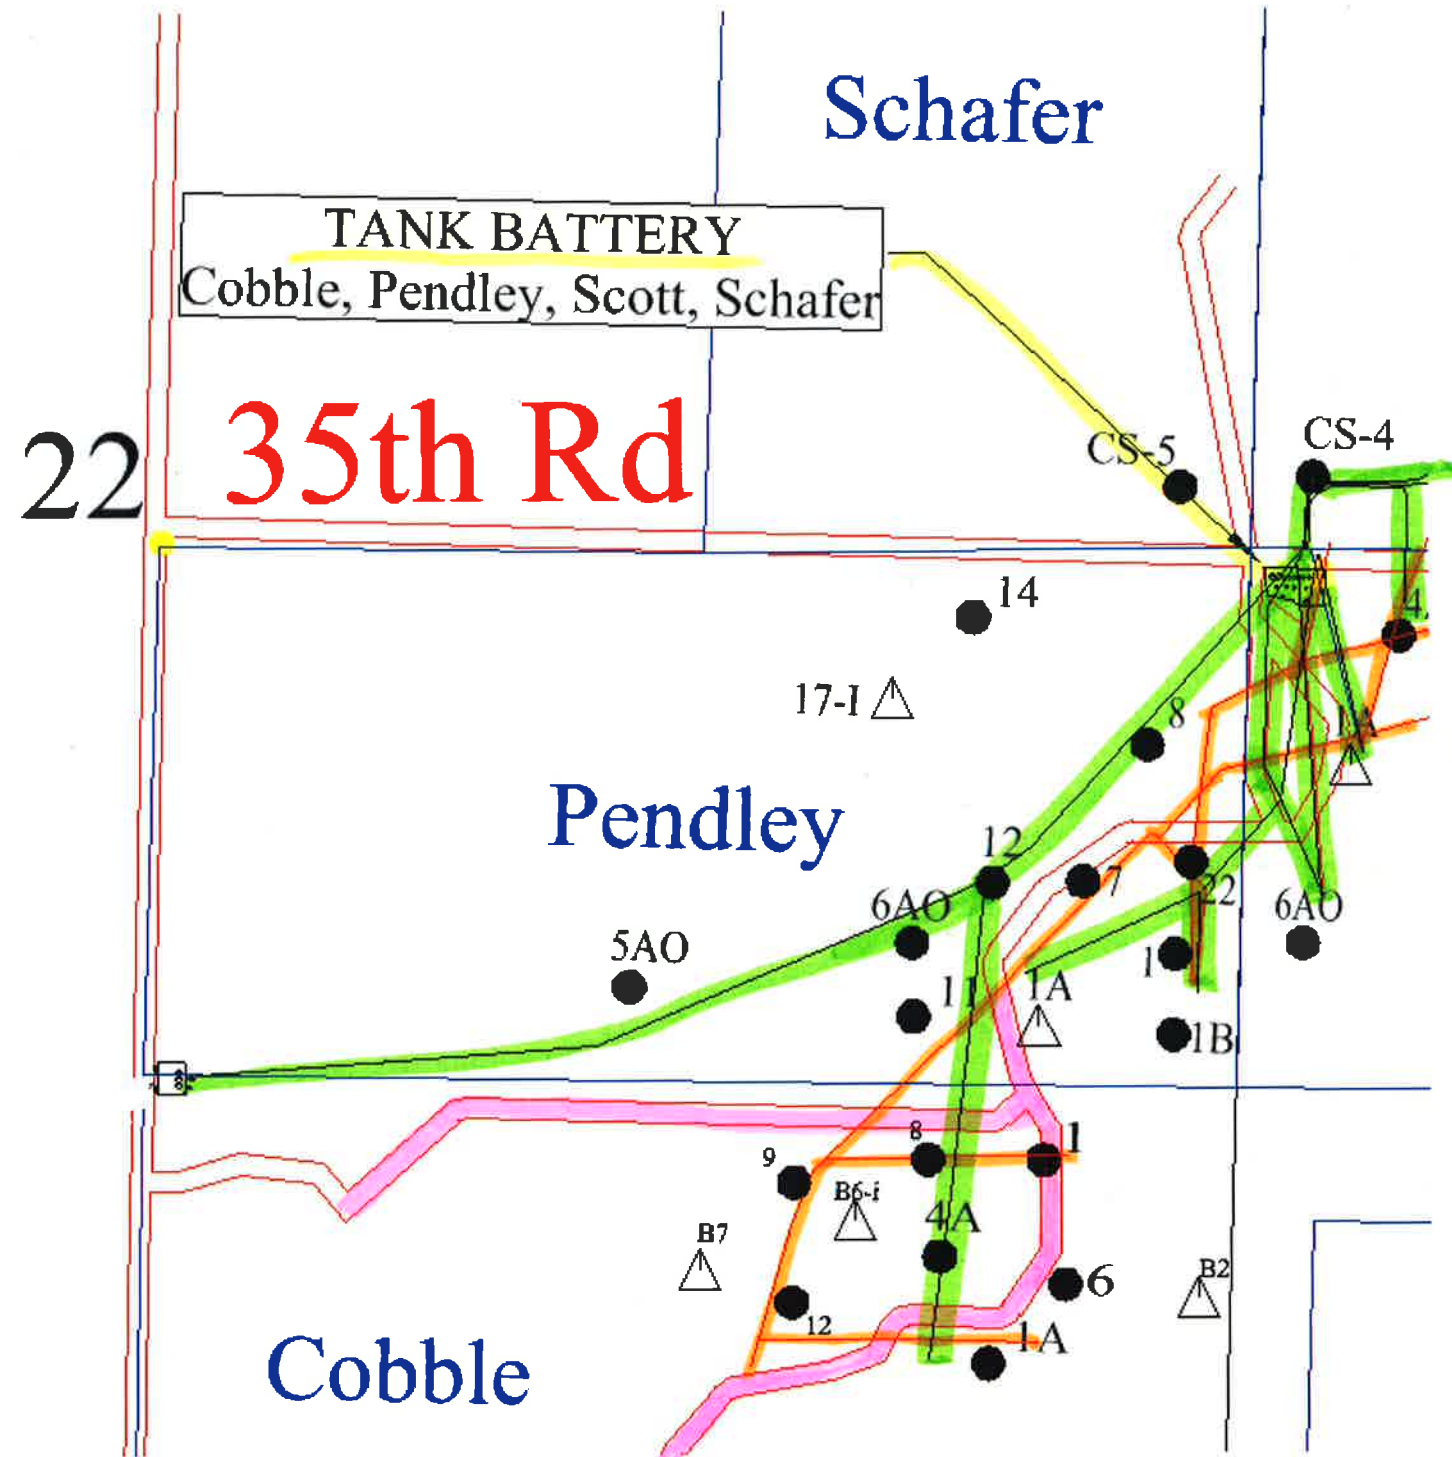 Schafer
TANK BATTERY
Cobble, Pendley, Scott, Schafer
22
35th Rd
CS-5
CS-4
14
4
17-I
8
1A
Pendley
12
7
22
6AO
6AO
5AO
11
1
1A
1B
8
1
9
B6-i
4A
B7
6
B2
12
1A
Cobble